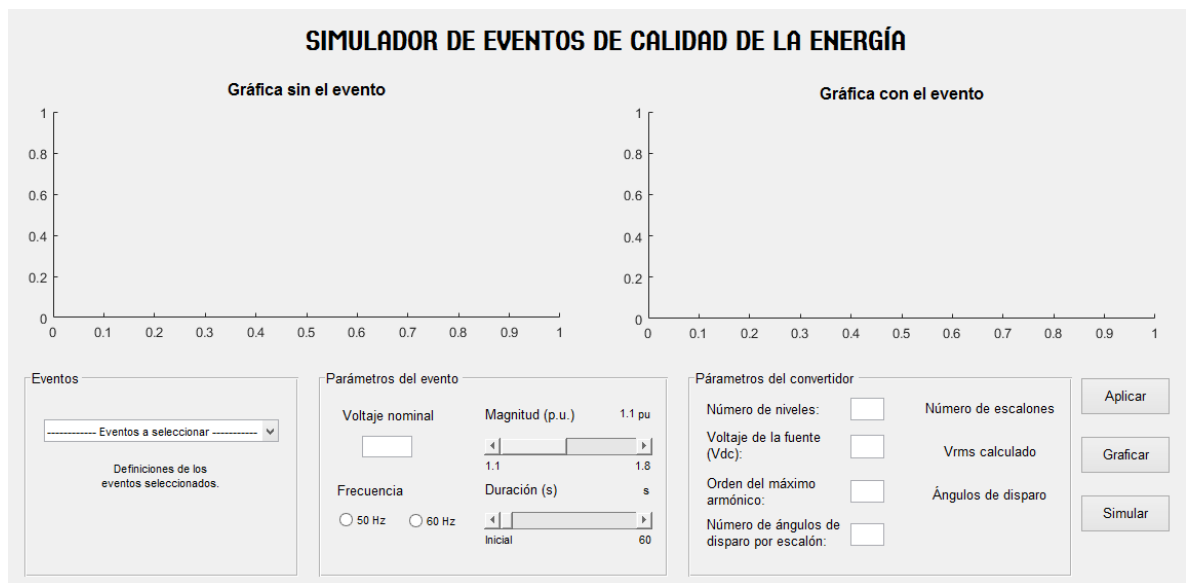 SIMULADOR DE EVENTOS DE CALIDAD DE LA ENERGÍA
Gráfica sin el evento
1
0.8
0.6
0.4
0.2
0
0 0.1 0.2 0.3 0.4 0.5 0.6 0.7 0.8 0.9 1
Gráfica con el evento
1
0.8
0.6
0.4
0.2
0
0 0.1 0.2 0.3 0.4 0.5 0.6 0.7 0.8 0.9 1
Eventos
------------ Eventos a seleccionar -----------
Definiciones de los
eventos seleccionados.
Parámetros del evento
Voltaje nominal
Frecuencia
50 Hz 60 Hz
Magnitud (p.u.) 1.1 pu
1.1 1.8
Duración (s) s
Inicial 60
Párametros del convertidor
Número de niveles:
Voltaje de la fuente
(Vdc):
Orden del máximo
armónico:
Número de ángulos de
disparo por escalón:
Número de escalones
Vrms calculado
Ángulos de disparo
Aplicar
Graficar
Simular